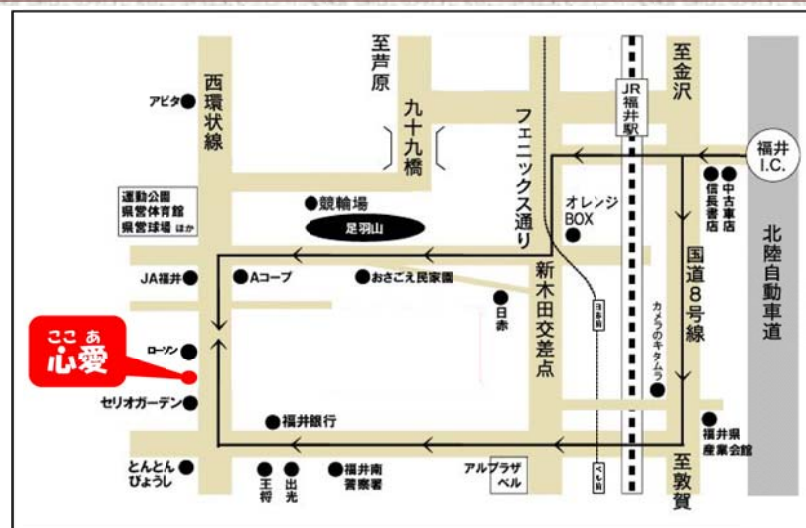 西環状線
アピタ
至芦原
九十九橋
フェニックス通り
JR
福井駅
至金沢
福井
I.C.
信長書店
中古車店
北陸自動車道
運動公園
県営体育館
県営球場 ほか
競輪場
足羽山
オレンジ
BOX
国道8号線
JA福井
Aコープ
おさごえ民家園
日赤
新木田交差点
カメラのキタムラ
ここ あ
心愛
ローソン
セリオガーデン
福井銀行
とんとん
びょうし
王将
出光
福井南
警察署
アルプラザ
ベル
福井県
産業会館
至敦賀